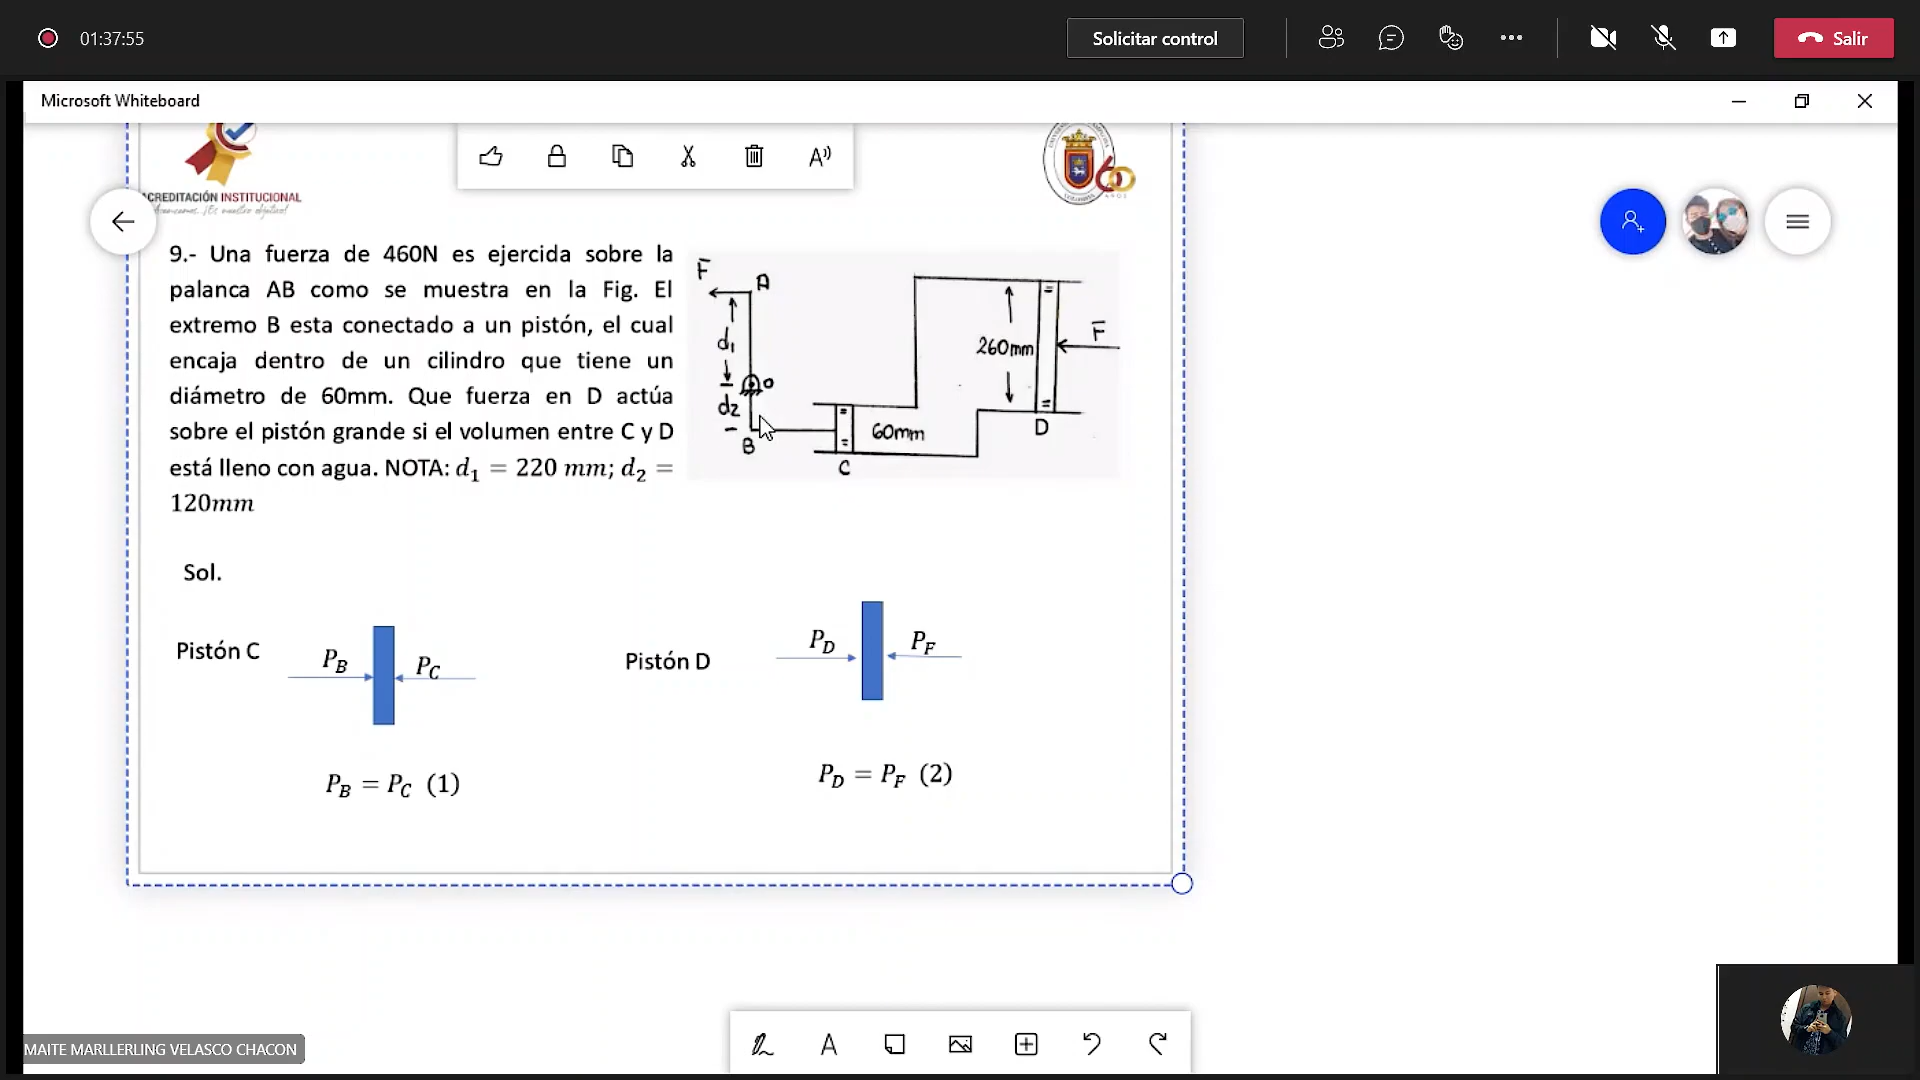 01:37:55
Solicitar control
Salir
Microsoft Whiteboard
CREDITACIÓN INSTITUCIONAL
60
9.- Una fuerza de 460N es ejercida sobre la
palanca AB como se muestra en la Fig. El
extremo B esta conectado a un pistón, el cual
encaja dentro de un cilindro que tiene un
diámetro de 60mm. Que fuerza en D actúa
sobre el pistón grande si el volumen entre C y D
está lleno con agua. NOTA: d₁ = 220 mm; d₂ =
120mm
F A
d₁
O
d₂
B
60mm
C
260mm
F
D
Sol.
Pistón C
P_B P_C
P_B = P_C (1)
Pistón D
P_D P_F
P_D = P_F (2)
MAITE MARLLERLING VELASCO CHACON